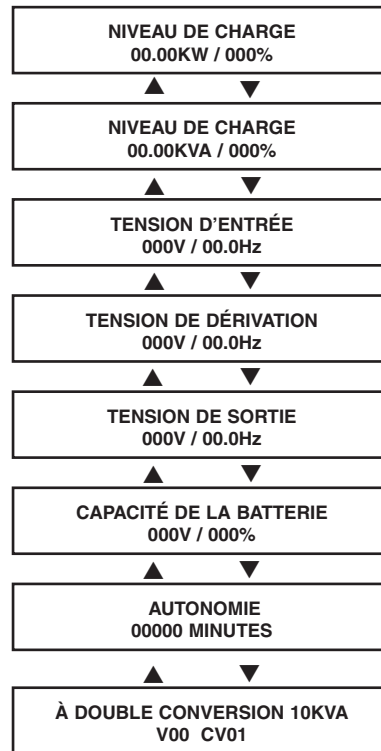 NIVEAU DE CHARGE
00.00KW / 000%
NIVEAU DE CHARGE
00.00KVA / 000%
TENSION D'ENTRÉE
000V / 00.0Hz
TENSION DE DÉRIVATION
000V / 00.0Hz
TENSION DE SORTIE
000V / 00.0Hz
CAPACITÉ DE LA BATTERIE
000V / 000%
AUTONOMIE
00000 MINUTES
À DOUBLE CONVERSION 10KVA
V00 CV01